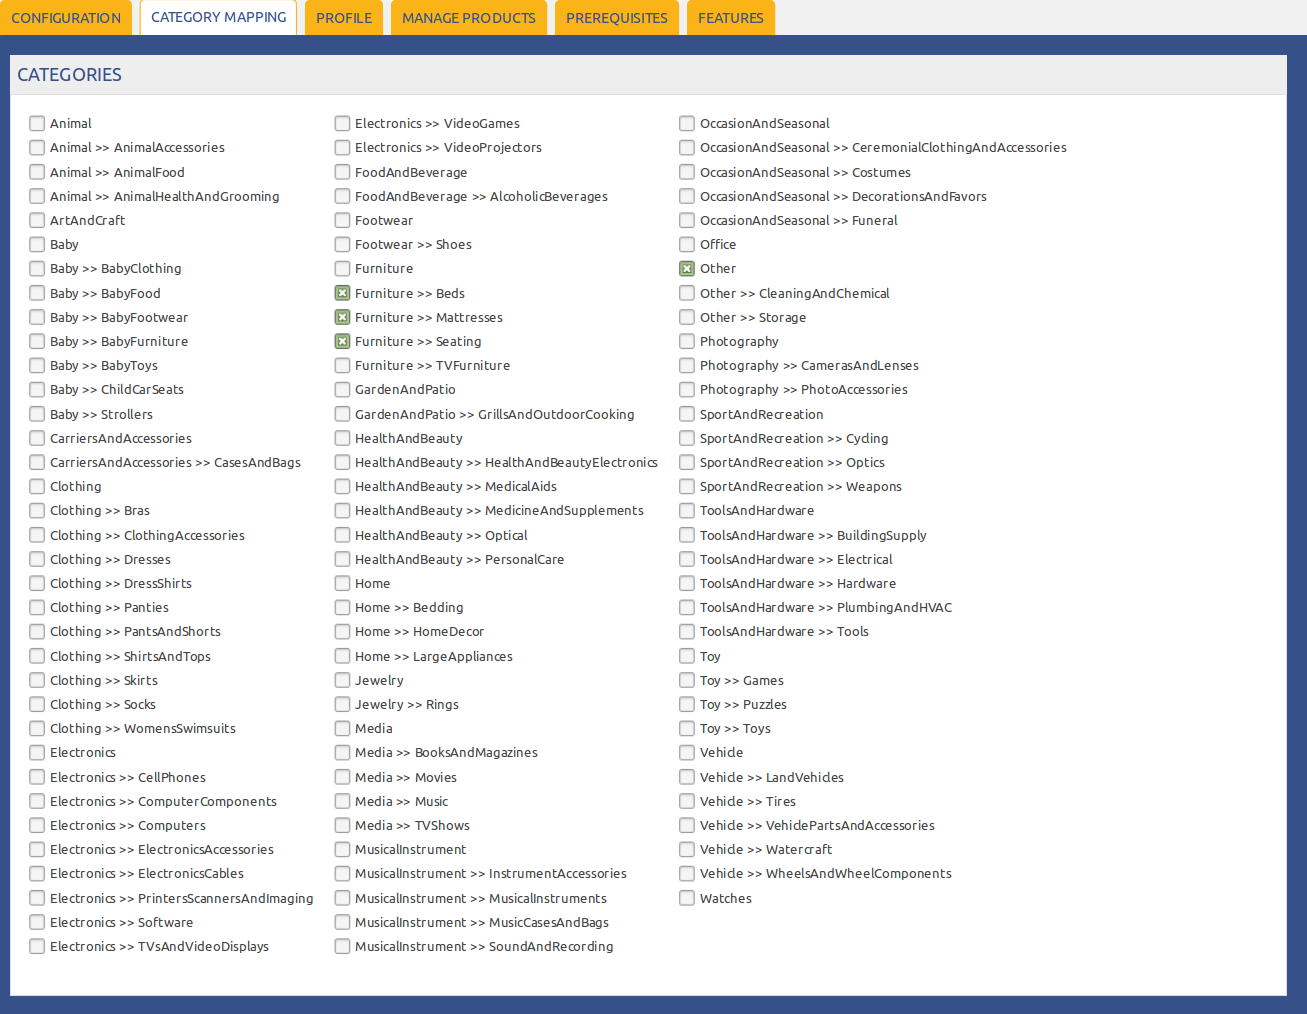 CONFIGURATION
CATEGORY MAPPING
PROFILE
MANAGE PRODUCTS
PREREQUISITES
FEATURES
CATEGORIES
Animal
Animal >> AnimalAccessories
Animal >> AnimalFood
Animal >> AnimalHealthAndGrooming
ArtAndCraft
Baby
Baby >> BabyClothing
Baby >> BabyFood
Baby >> BabyFootwear
Baby >> BabyFurniture
Baby >> BabyToys
Baby >> ChildCarSeats
Baby >> Strollers
CarriersAndAccessories
CarriersAndAccessories >> CasesAndBags
Clothing
Clothing >> Bras
Clothing >> ClothingAccessories
Clothing >> Dresses
Clothing >> DressShirts
Clothing >> Panties
Clothing >> PantsAndShorts
Clothing >> ShirtsAndTops
Clothing >> Skirts
Clothing >> Socks
Clothing >> WomensSwimsuits
Electronics
Electronics >> CellPhones
Electronics >> ComputerComponents
Electronics >> Computers
Electronics >> ElectronicsAccessories
Electronics >> ElectronicsCables
Electronics >> PrintersScannersAndImaging
Electronics >> Software
Electronics >> TVsAndVideoDisplays
Electronics >> VideoGames
Electronics >> VideoProjectors
FoodAndBeverage
FoodAndBeverage >> AlcoholicBeverages
Footwear
Footwear >> Shoes
Furniture
Furniture >> Beds
Furniture >> Mattresses
Furniture >> Seating
Furniture >> TVFurniture
GardenAndPatio
GardenAndPatio >> GrillsAndOutdoorCooking
HealthAndBeauty
HealthAndBeauty >> HealthAndBeautyElectronics
HealthAndBeauty >> MedicalAids
HealthAndBeauty >> MedicineAndSupplements
HealthAndBeauty >> Optical
HealthAndBeauty >> PersonalCare
Home
Home >> Bedding
Home >> HomeDecor
Home >> LargeAppliances
Jewelry
Jewelry >> Rings
Media
Media >> BooksAndMagazines
Media >> Movies
Media >> Music
Media >> TVShows
MusicalInstrument
MusicalInstrument >> InstrumentAccessories
MusicalInstrument >> MusicalInstruments
MusicalInstrument >> MusicCasesAndBags
MusicalInstrument >> SoundAndRecording
OccasionAndSeasonal
OccasionAndSeasonal >> CeremonialClothingAndAccessories
OccasionAndSeasonal >> Costumes
OccasionAndSeasonal >> DecorationsAndFavors
OccasionAndSeasonal >> Funeral
Office
Other
Other >> CleaningAndChemical
Other >> Storage
Photography
Photography >> CamerasAndLenses
Photography >> PhotoAccessories
SportAndRecreation
SportAndRecreation >> Cycling
SportAndRecreation >> Optics
SportAndRecreation >> Weapons
ToolsAndHardware
ToolsAndHardware >> BuildingSupply
ToolsAndHardware >> Electrical
ToolsAndHardware >> Hardware
ToolsAndHardware >> PlumbingAndHVAC
ToolsAndHardware >> Tools
Toy
Toy >> Games
Toy >> Puzzles
Toy >> Toys
Vehicle
Vehicle >> LandVehicles
Vehicle >> Tires
Vehicle >> VehiclePartsAndAccessories
Vehicle >> Watercraft
Vehicle >> WheelsAndWheelComponents
Watches